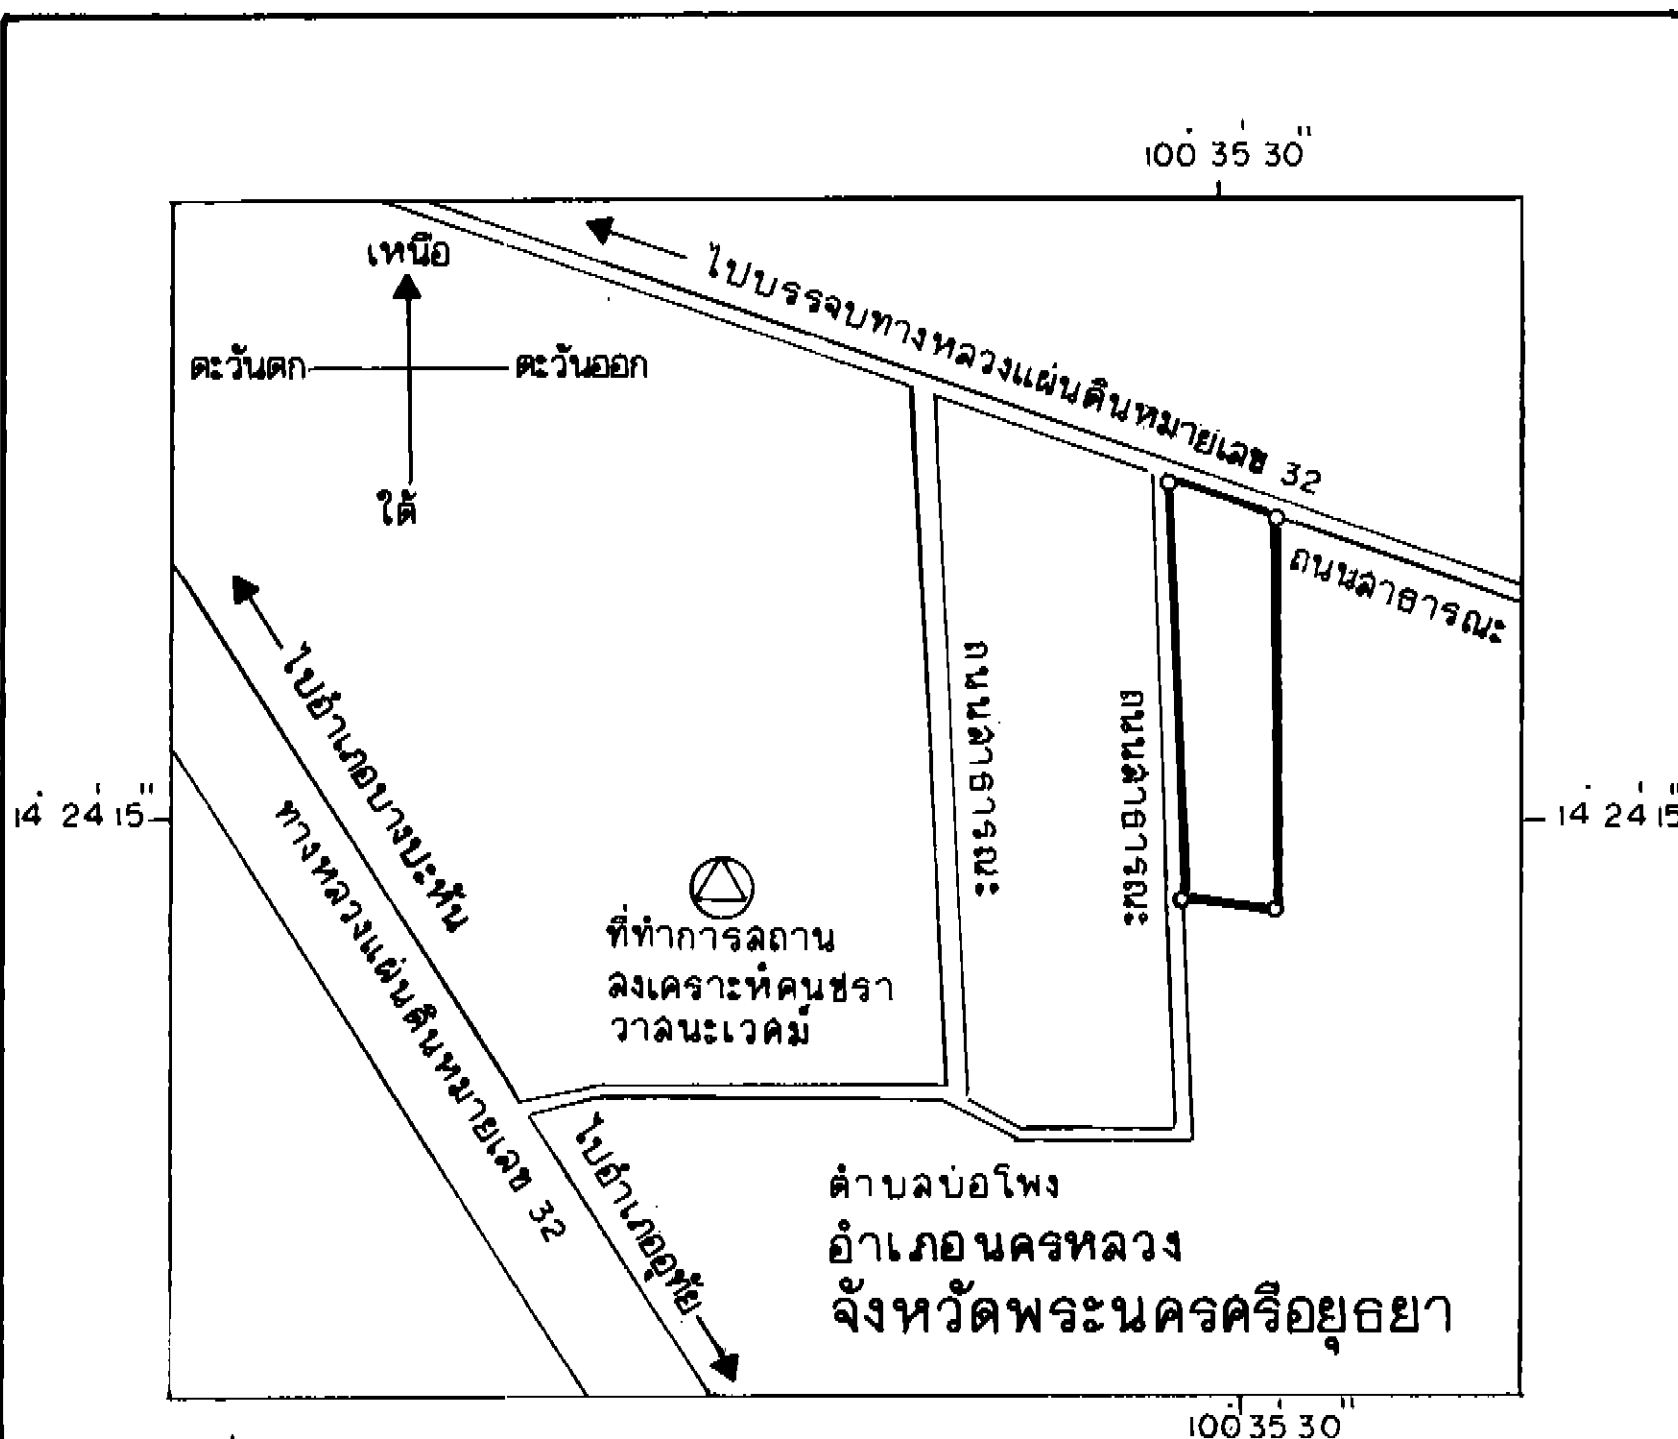 100° 35' 30"
เหนือ
ตะวันตก
ตะวันออก
ใต้
ไปบรรจบทางหลวงแผ่นดินหมายเลข 32
ถนนสาธารณะ
ถนนสาธารณะ
ถนนสาธารณะ
ไปอำเภอบางปะหัน
ทางหลวงแผ่นดินหมายเลข 32
14° 24' 15"
14° 24' 15"
ที่ทำการสถาน
สงเคราะห์คนชรา
วาสนะเวศม์
ไปอำเภออุทัย
ตำบลบ่อโพง
อำเภอนครหลวง
จังหวัดพระนครศรีอยุธยา
100° 35' 30"